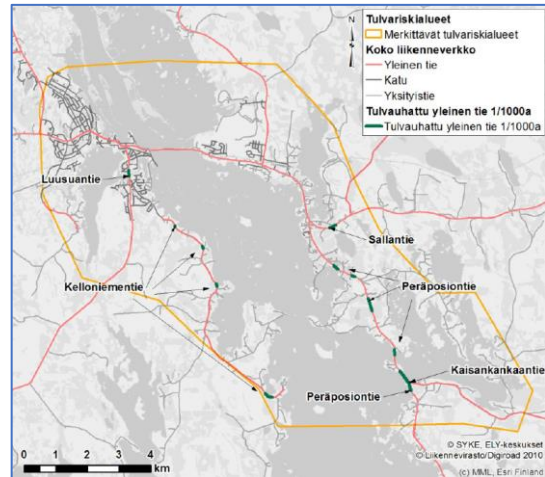 N
Tulvariskialueet
Merkittävät tulvariskialueet
Koko liikenneverkko
Yleinen tie
Katu
Yksityistie
Tulvauhattu yleinen tie 1/1000a
Tulvauhattu yleinen tie 1/1000a
Luusuantie
Sallantie
Kelloniementie
Peräposiontie
Kaisankankaantie
Peräposiontie
0 1 2 3 4
km
© SYKE, ELY-keskukset
© Liikennevirasto/Digiroad 2010
(c) MML, Esri Finland